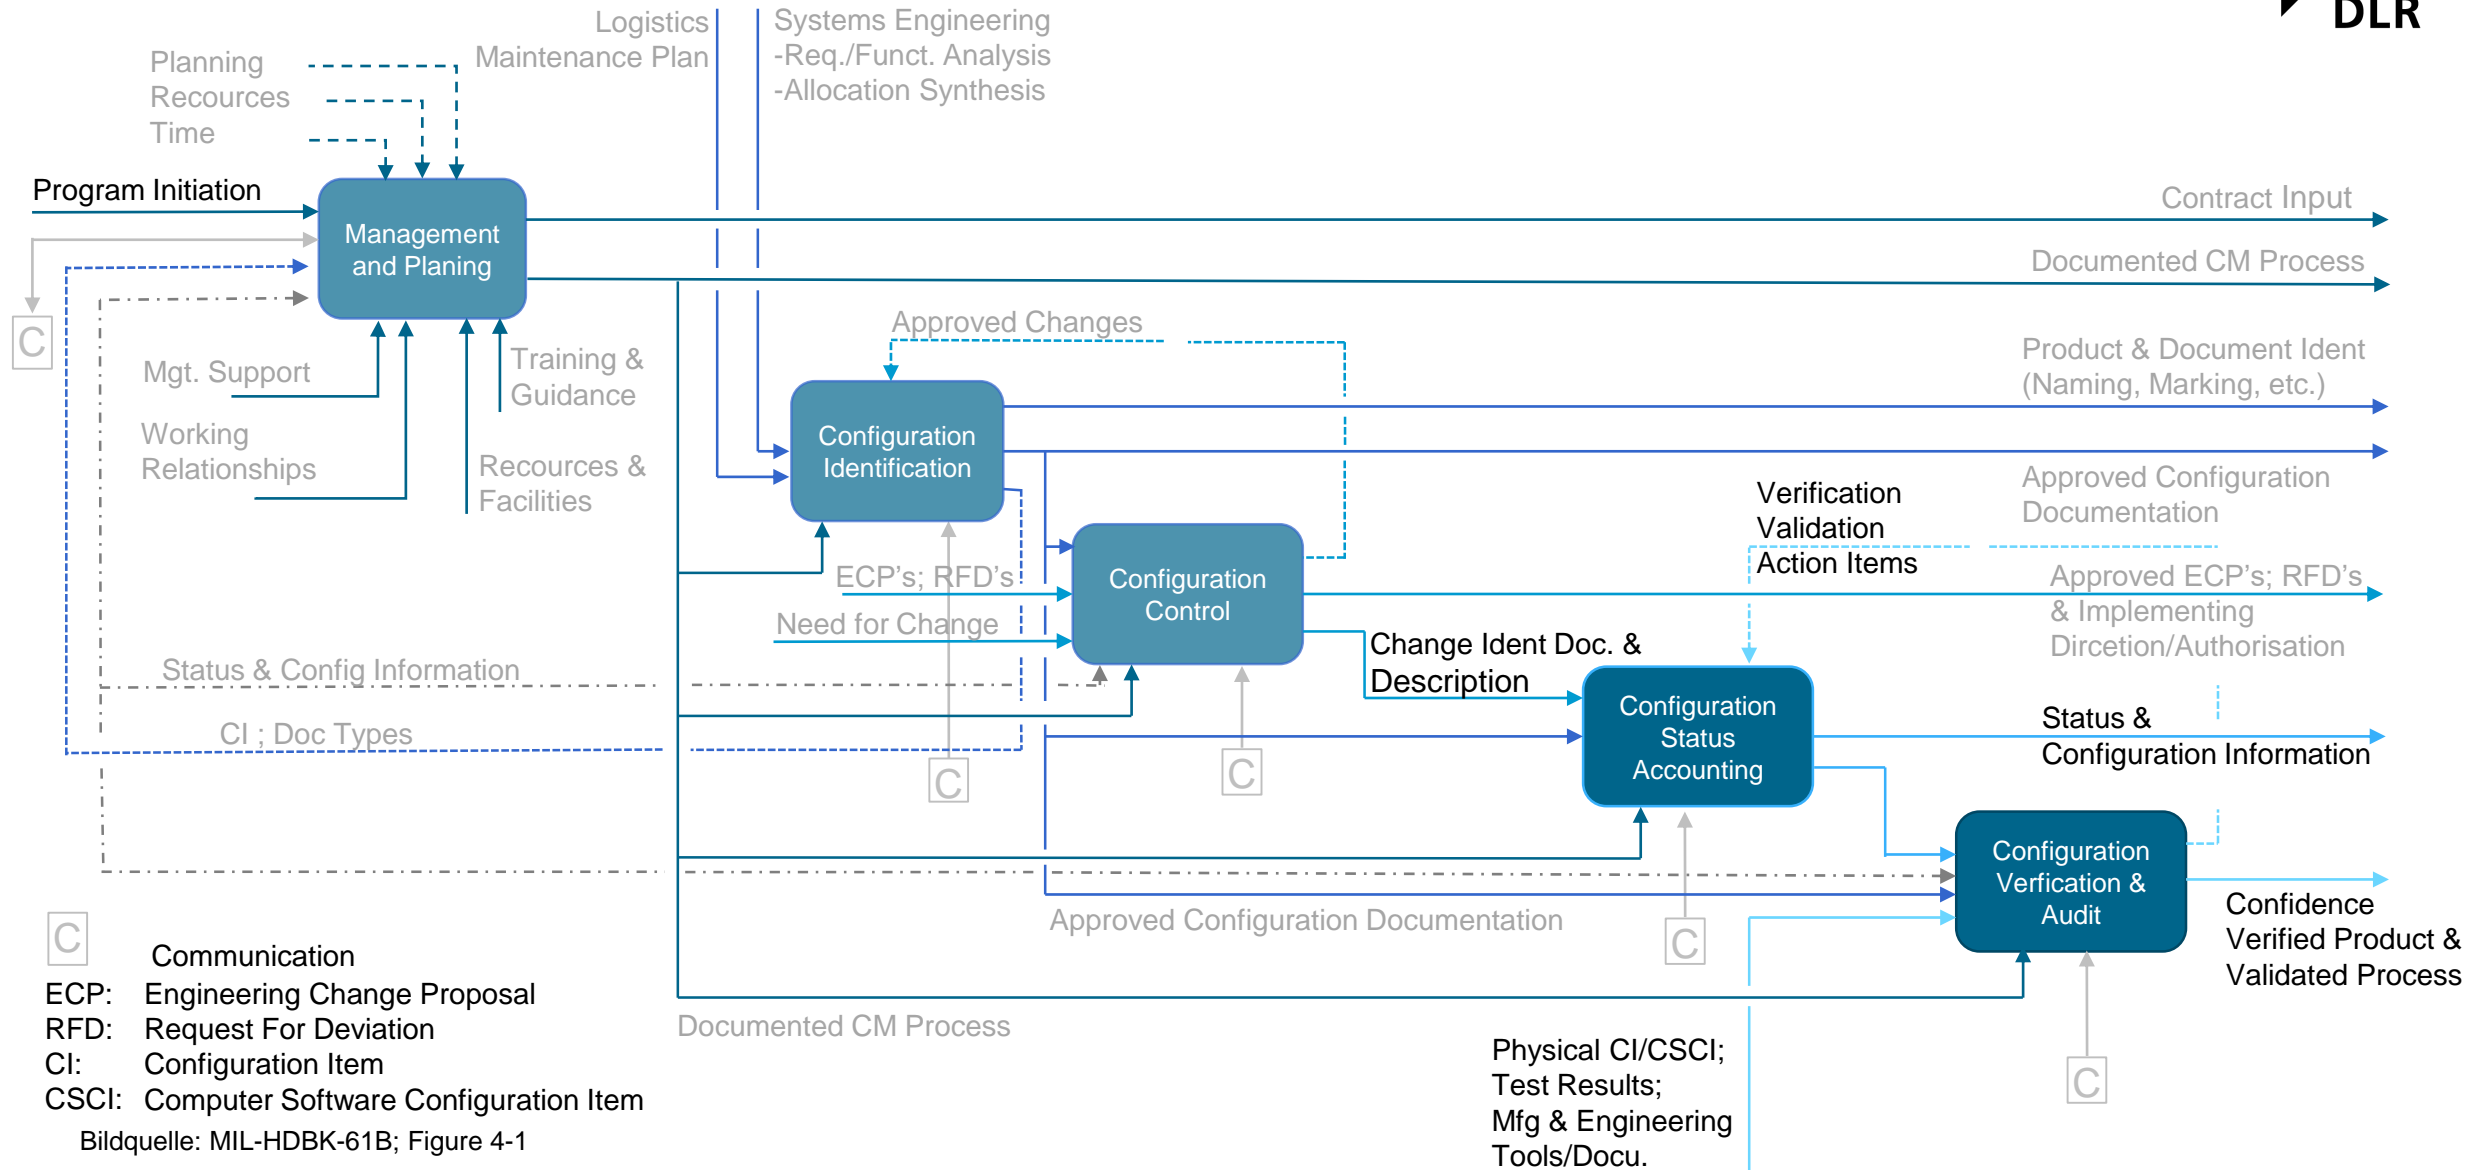 DLR
Logistics
Maintenance Plan
Systems Engineering
-Req./Funct. Analysis
-Allocation Synthesis
Planning
Recources
Time
Program Initiation
Management
and Planing
Contract Input
Documented CM Process
C
Mgt. Support
Working
Relationships
Training &
Guidance
Recources &
Facilities
Approved Changes
Product & Document Ident
(Naming, Marking, etc.)
Configuration
Identification
Approved Configuration
Documentation
Verification
Validation
Action Items
ECP's; RFD's
Need for Change
Configuration
Control
Approved ECP's; RFD's
& Implementing
Dircetion/Authorisation
Change Ident Doc. &
Description
Status & Config Information
CI ; Doc Types
C
C
Configuration
Status
Accounting
Status &
Configuration Information
Configuration
Verfication &
Audit
Approved Configuration Documentation
C
Confidence
Verified Product &
Validated Process
Documented CM Process
C
Physical CI/CSCI;
Test Results;
Mfg & Engineering
Tools/Docu.
C
Communication
ECP: Engineering Change Proposal
RFD: Request For Deviation
CI: Configuration Item
CSCI: Computer Software Configuration Item
Bildquelle: MIL-HDBK-61B; Figure 4-1